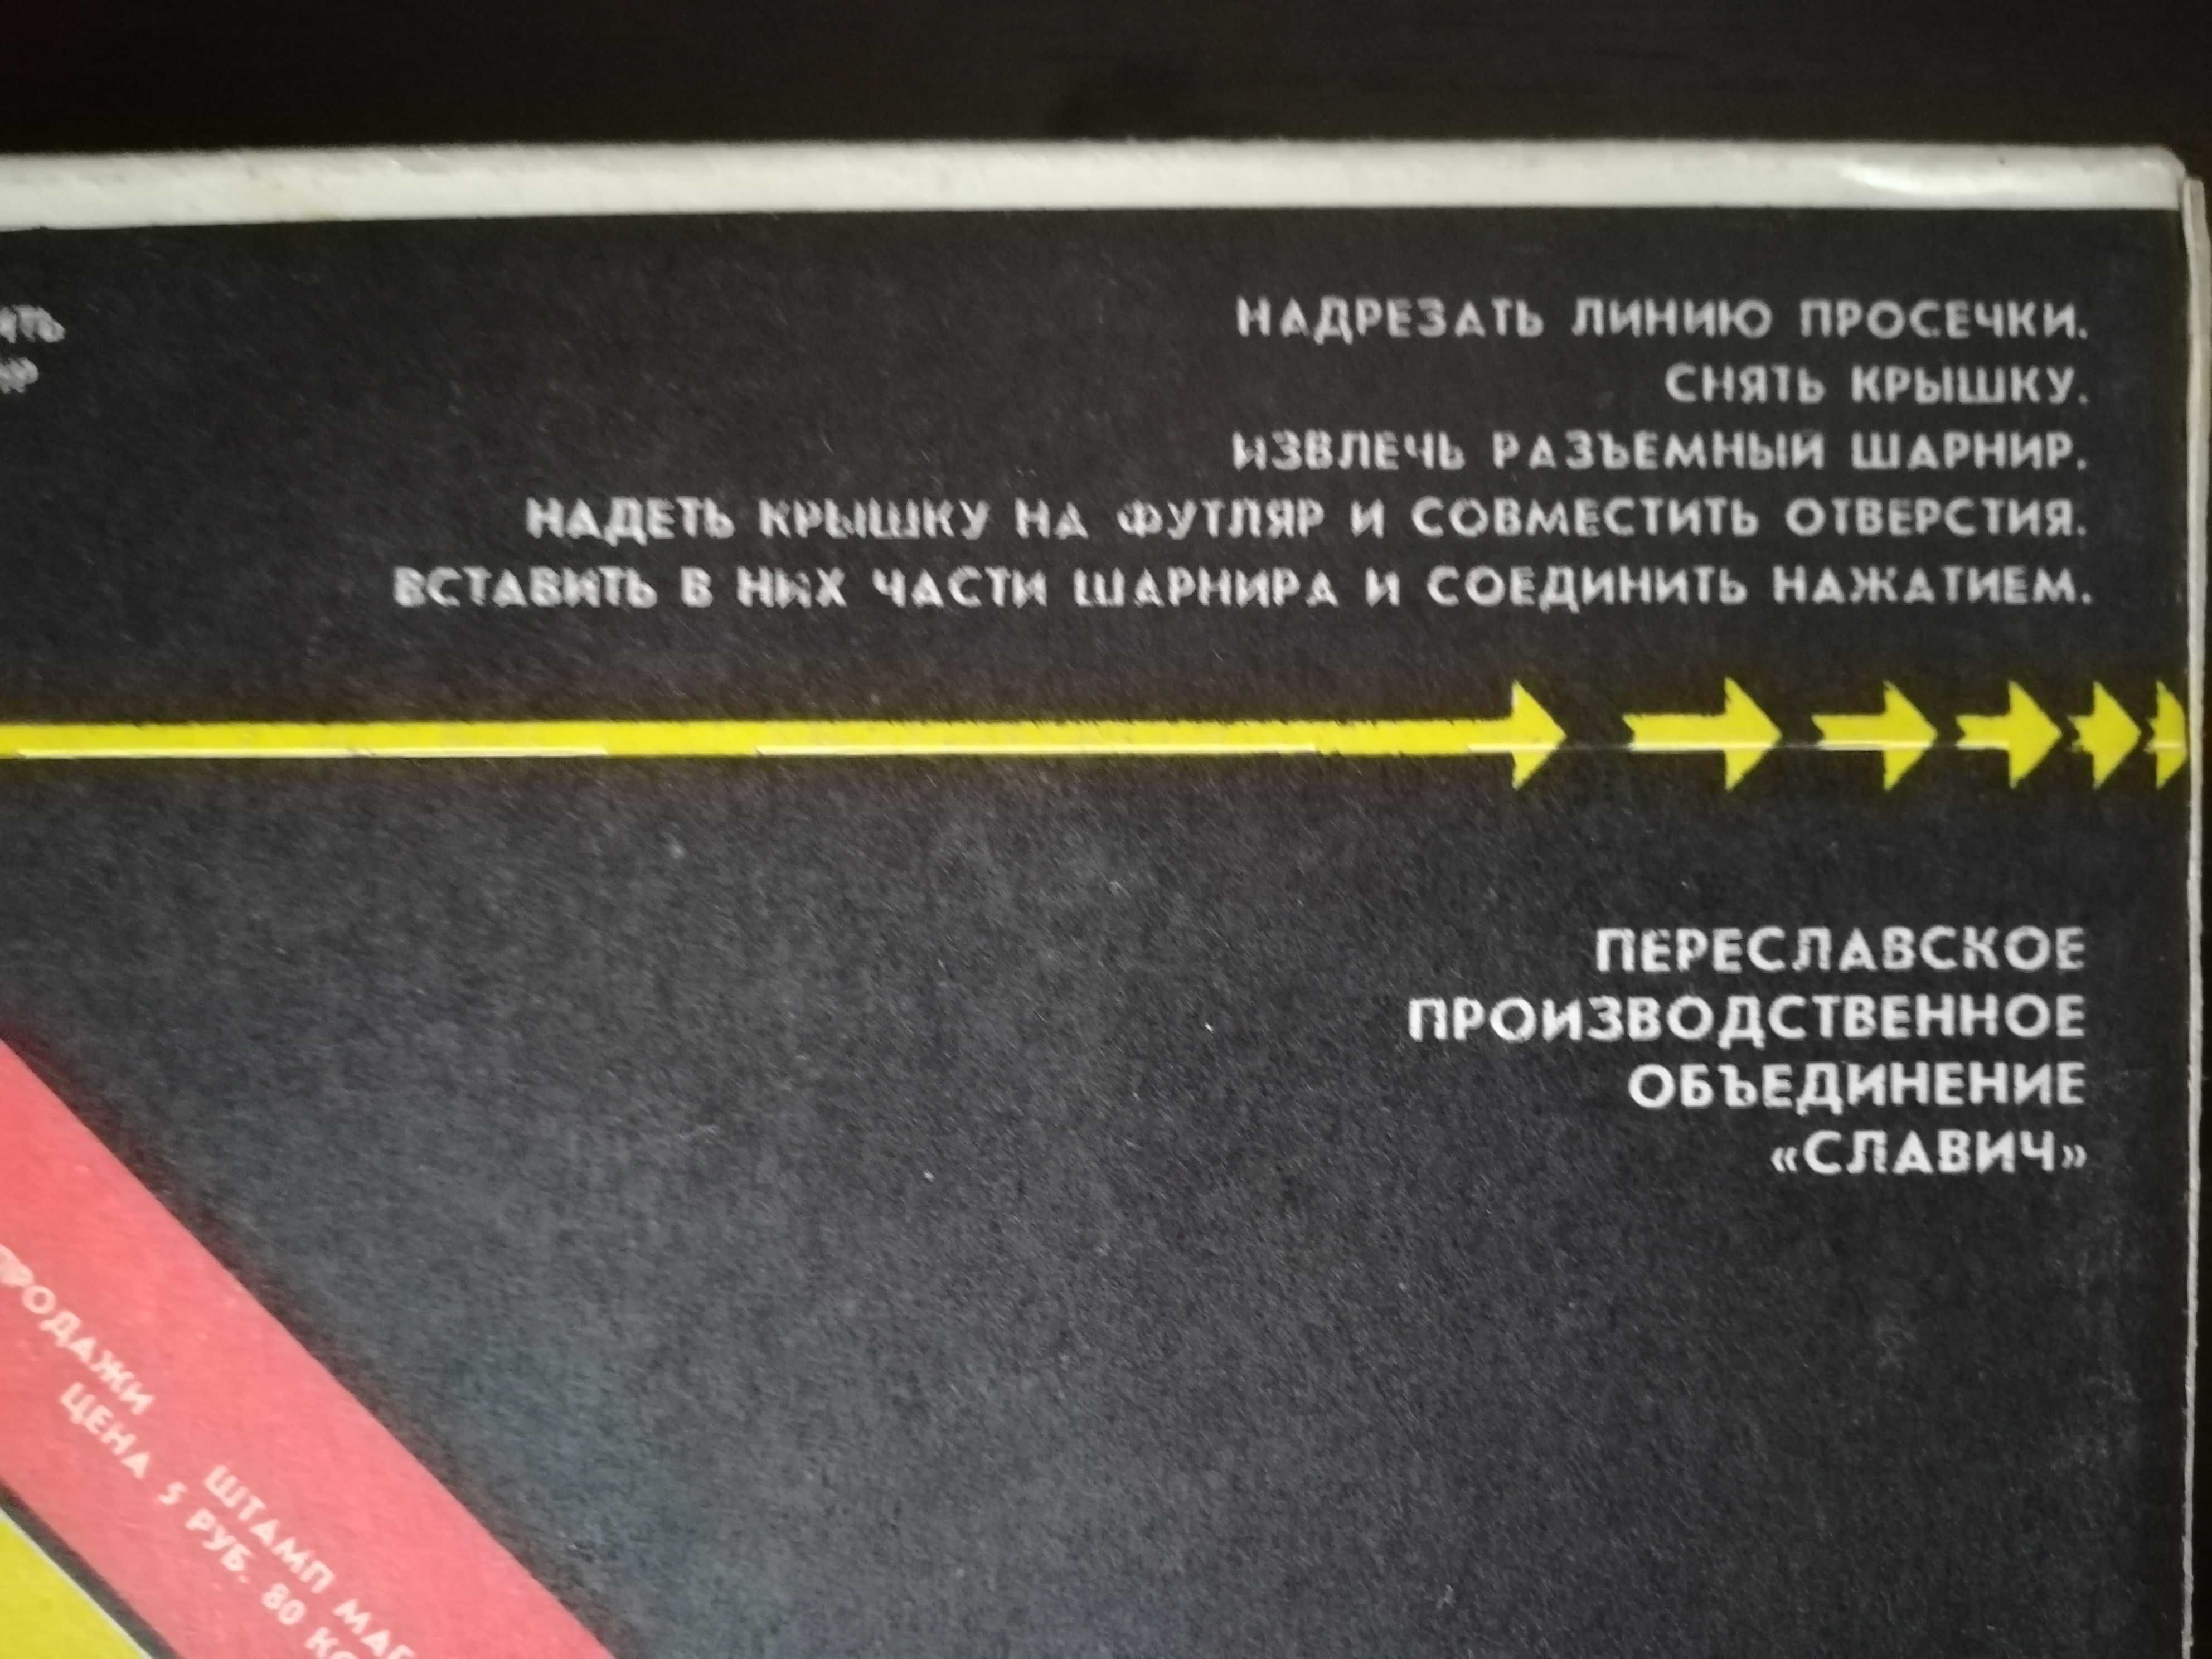 НАДРЕЗАТЬ ЛИНИЮ ПРОСЕЧКИ.
СНЯТЬ КРЫШКУ.
ИЗВЛЕЧЬ РАЗЪЕМНЫЙ ШАРНИР.
НАДЕТЬ КРЫШКУ НА ФУТЛЯР И СОВМЕСТИТЬ ОТВЕРСТИЯ.
ВСТАВИТЬ В НИХ ЧАСТИ ШАРНИРА И СОЕДИНИТЬ НАЖАТИЕМ.
ПЕРЕСЛАВСКОЕ
ПРОИЗВОДСТВЕННОЕ
ОБЪЕДИНЕНИЕ
«СЛАВИЧ»
ПРОДАЖИ
ШТАМП
ЦЕНА 5 РУБ. 80